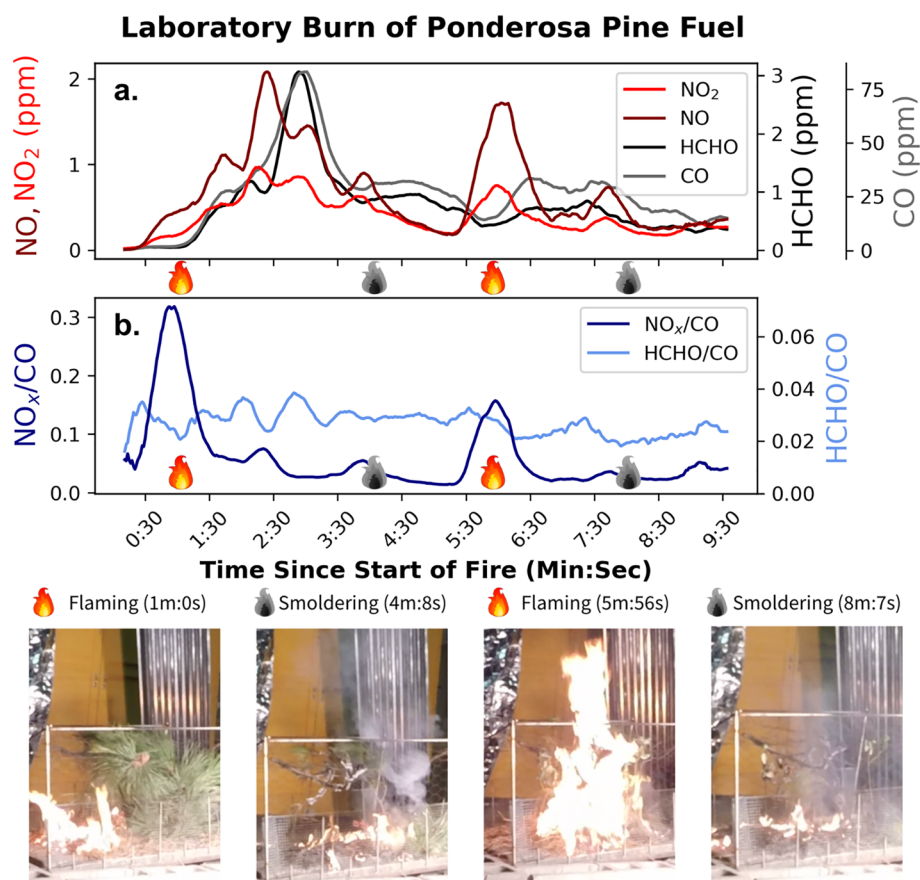 Laboratory Burn of Ponderosa Pine Fuel
a.
NO, NO₂ (ppm)
2
1
0
NO₂
NO
HCHO
CO
3
2
1
0
HCHO (ppm)
75
50
25
0
CO (ppm)
b.
NOₓ/CO
0.3
0.2
0.1
0.0
NOₓ/CO
HCHO/CO
0.06
0.04
0.02
0.00
HCHO/CO
0:30 1:30 2:30 3:30 4:30 5:30 6:30 7:30 8:30 9:30
Time Since Start of Fire (Min:Sec)
Flaming (1m:0s) Smoldering (4m:8s) Flaming (5m:56s) Smoldering (8m:7s)